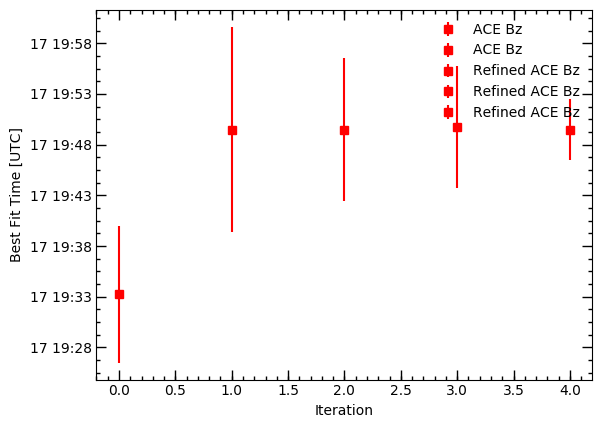 ACE Bz
ACE Bz
Refined ACE Bz
Refined ACE Bz
Refined ACE Bz
Best Fit Time [UTC]
17 19:58
17 19:53
17 19:48
17 19:43
17 19:38
17 19:33
17 19:28
0.0 0.5 1.0 1.5 2.0 2.5 3.0 3.5 4.0
Iteration